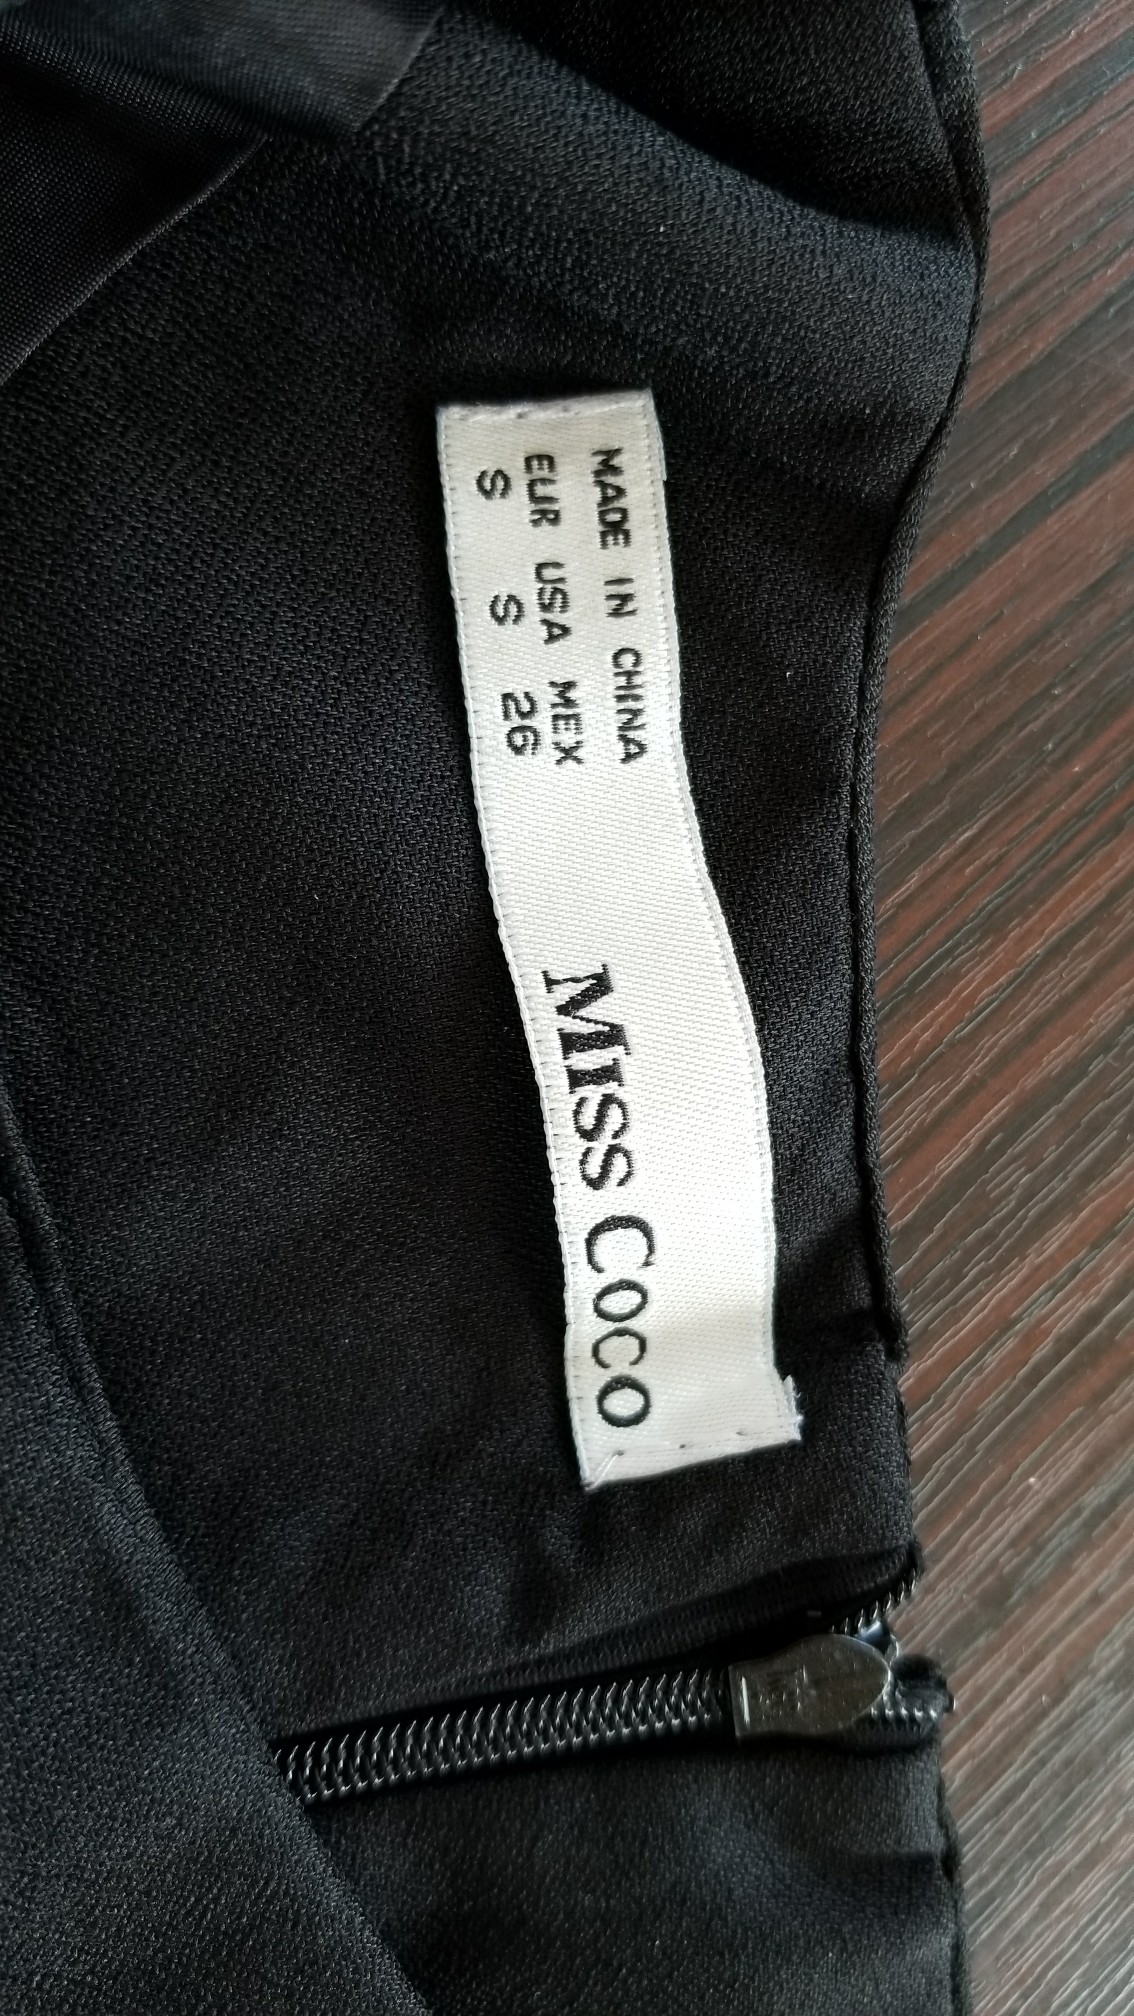 MADE IN CHINA
EUR USA MEX
S S 26
MISS COCO